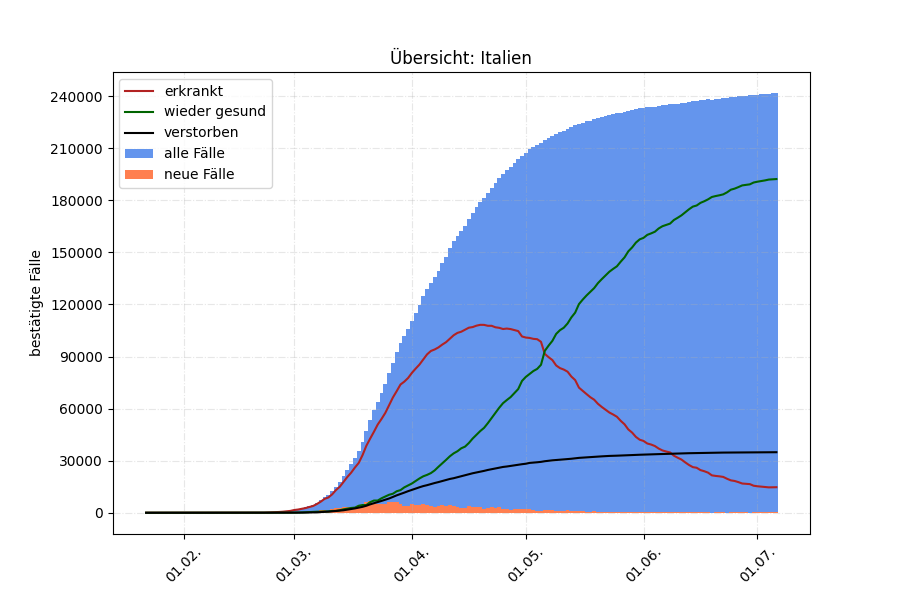 Übersicht: Italien
erkrankt
wieder gesund
verstorben
alle Fälle
neue Fälle
bestätigte Fälle
240000
210000
180000
150000
120000
90000
60000
30000
0
01.02.
01.03.
01.04.
01.05.
01.06.
01.07.